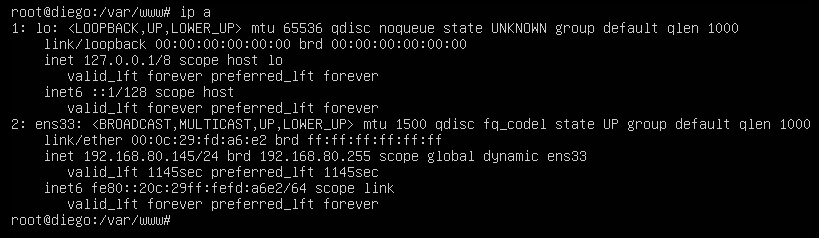 root@diego:/var/www# ip a
1: lo: <LOOPBACK,UP,LOWER_UP> mtu 65536 qdisc noqueue state UNKNOWN group default qlen 1000
    link/loopback 00:00:00:00:00:00 brd 00:00:00:00:00:00
    inet 127.0.0.1/8 scope host lo
       valid_lft forever preferred_lft forever
    inet6 ::1/128 scope host
       valid_lft forever preferred_lft forever
2: ens33: <BROADCAST,MULTICAST,UP,LOWER_UP> mtu 1500 qdisc fq_codel state UP group default qlen 1000
    link/ether 00:0c:29:fd:a6:e2 brd ff:ff:ff:ff:ff:ff
    inet 192.168.80.145/24 brd 192.168.80.255 scope global dynamic ens33
       valid_lft 1145sec preferred_lft 1145sec
    inet6 fe80::20c:29ff:fefd:a6e2/64 scope link
       valid_lft forever preferred_lft forever
root@diego:/var/www#